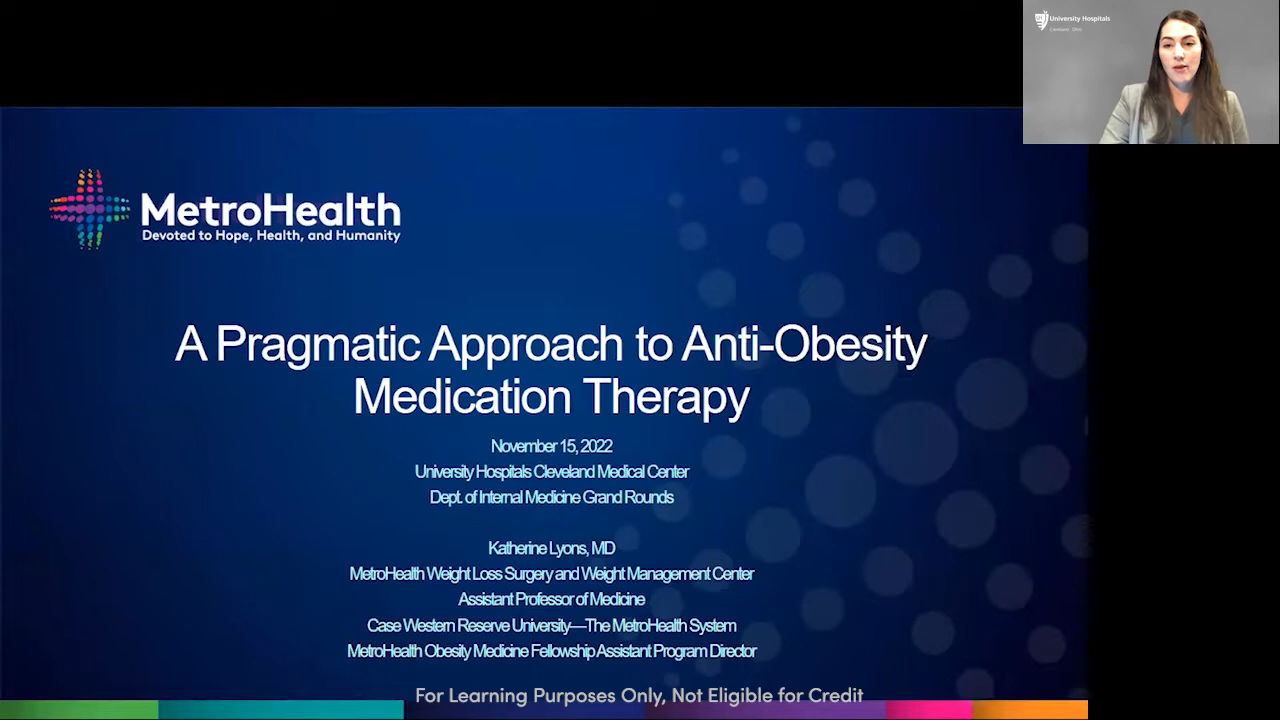 University Hospitals
Cleveland Ohio
MetroHealth
Devoted to Hope, Health, and Humanity
A Pragmatic Approach to Anti-Obesity
Medication Therapy
November 15, 2022
University Hospitals Cleveland Medical Center
Dept. of Internal Medicine Grand Rounds
Katherine Lyons, MD
MetroHealth Weight Loss Surgery and Weight Management Center
Assistant Professor of Medicine
Case Western Reserve University—The MetroHealth System
MetroHealth Obesity Medicine Fellowship Assistant Program Director
For Learning Purposes Only, Not Eligible for Credit